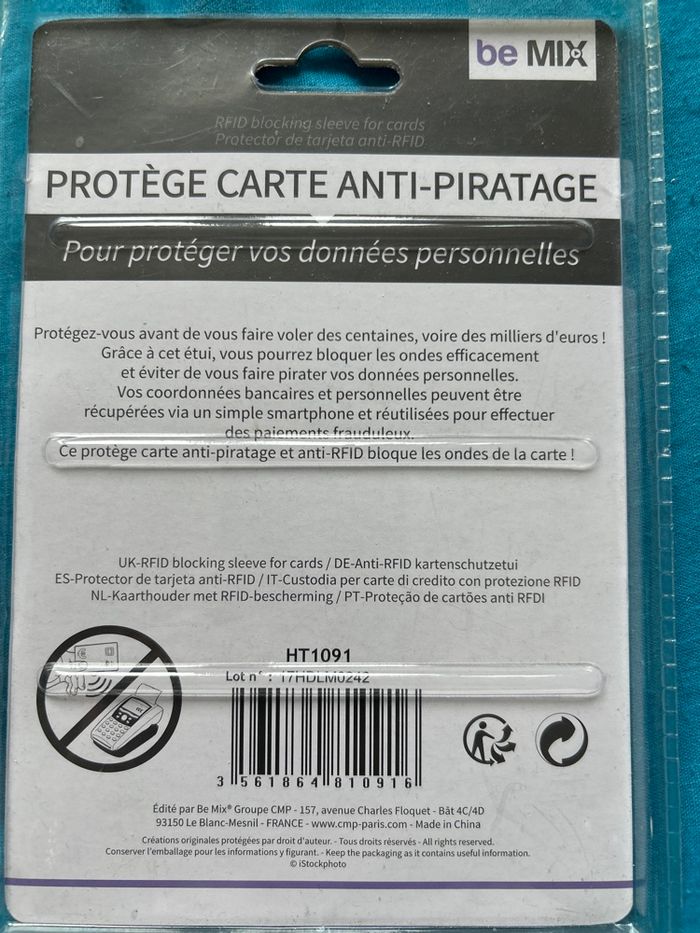 be MIX
RFID blocking sleeve for cards
Protector de tarjeta anti-RFID
PROTÈGE CARTE ANTI-PIRATAGE
Pour protéger vos données personnelles
Protégez-vous avant de vous faire voler des centaines, voire des milliers d'euros !
Grâce à cet étui, vous pourrez bloquer les ondes efficacement
et éviter de vous faire pirater vos données personnelles.
Vos coordonnées bancaires et personnelles peuvent être
récupérées via un simple smartphone et réutilisées pour effectuer
des paiements frauduleux.
Ce protège carte anti-piratage et anti-RFID bloque les ondes de la carte !
UK-RFID blocking sleeve for cards / DE-Anti-RFID kartenschutzetui
ES-Protector de tarjeta anti-RFID / IT-Custodia per carte di credito con protezione RFID
NL-Kaarthouder met RFID-bescherming / PT-Proteção de cartões anti RFDI
HT1091
Lot n° : 17HDLM0242
3 561864 810916
Édité par Be Mix® Groupe CMP - 157, avenue Charles Floquet - Bât 4C/4D
93150 Le Blanc-Mesnil - FRANCE - www.cmp-paris.com - Made in China
Créations originales protégées par droit d'auteur. - Tous droits réservés - All rights reserved.
Conserver l'emballage pour les informations y figurant. - Keep the packaging as it contains useful information.
© iStockphoto